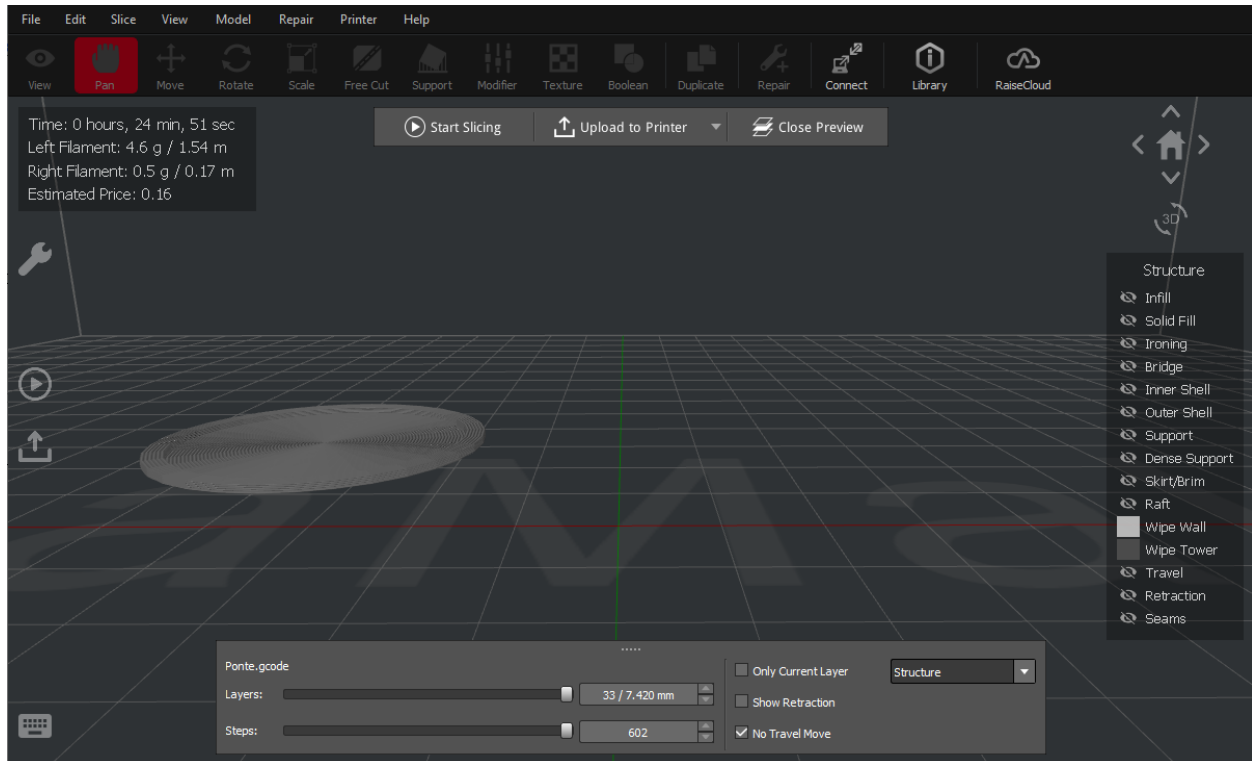 File Edit Slice View Model Repair Printer Help
View Pan Move Rotate Scale Free Cut Support Modifier Texture Boolean Duplicate Repair Connect Library RaiseCloud
Time: 0 hours, 24 min, 51 sec
Left Filament: 4.6 g / 1.54 m
Right Filament: 0.5 g / 0.17 m
Estimated Price: 0.16
Start Slicing Upload to Printer Close Preview
3D
Structure
Infill
Solid Fill
Ironing
Bridge
Inner Shell
Outer Shell
Support
Dense Support
Skirt/Brim
Raft
Wipe Wall
Wipe Tower
Travel
Retraction
Seams
Ponte.gcode
Layers: 33 / 7.420 mm
Steps: 602
Only Current Layer Structure
Show Retraction
No Travel Move